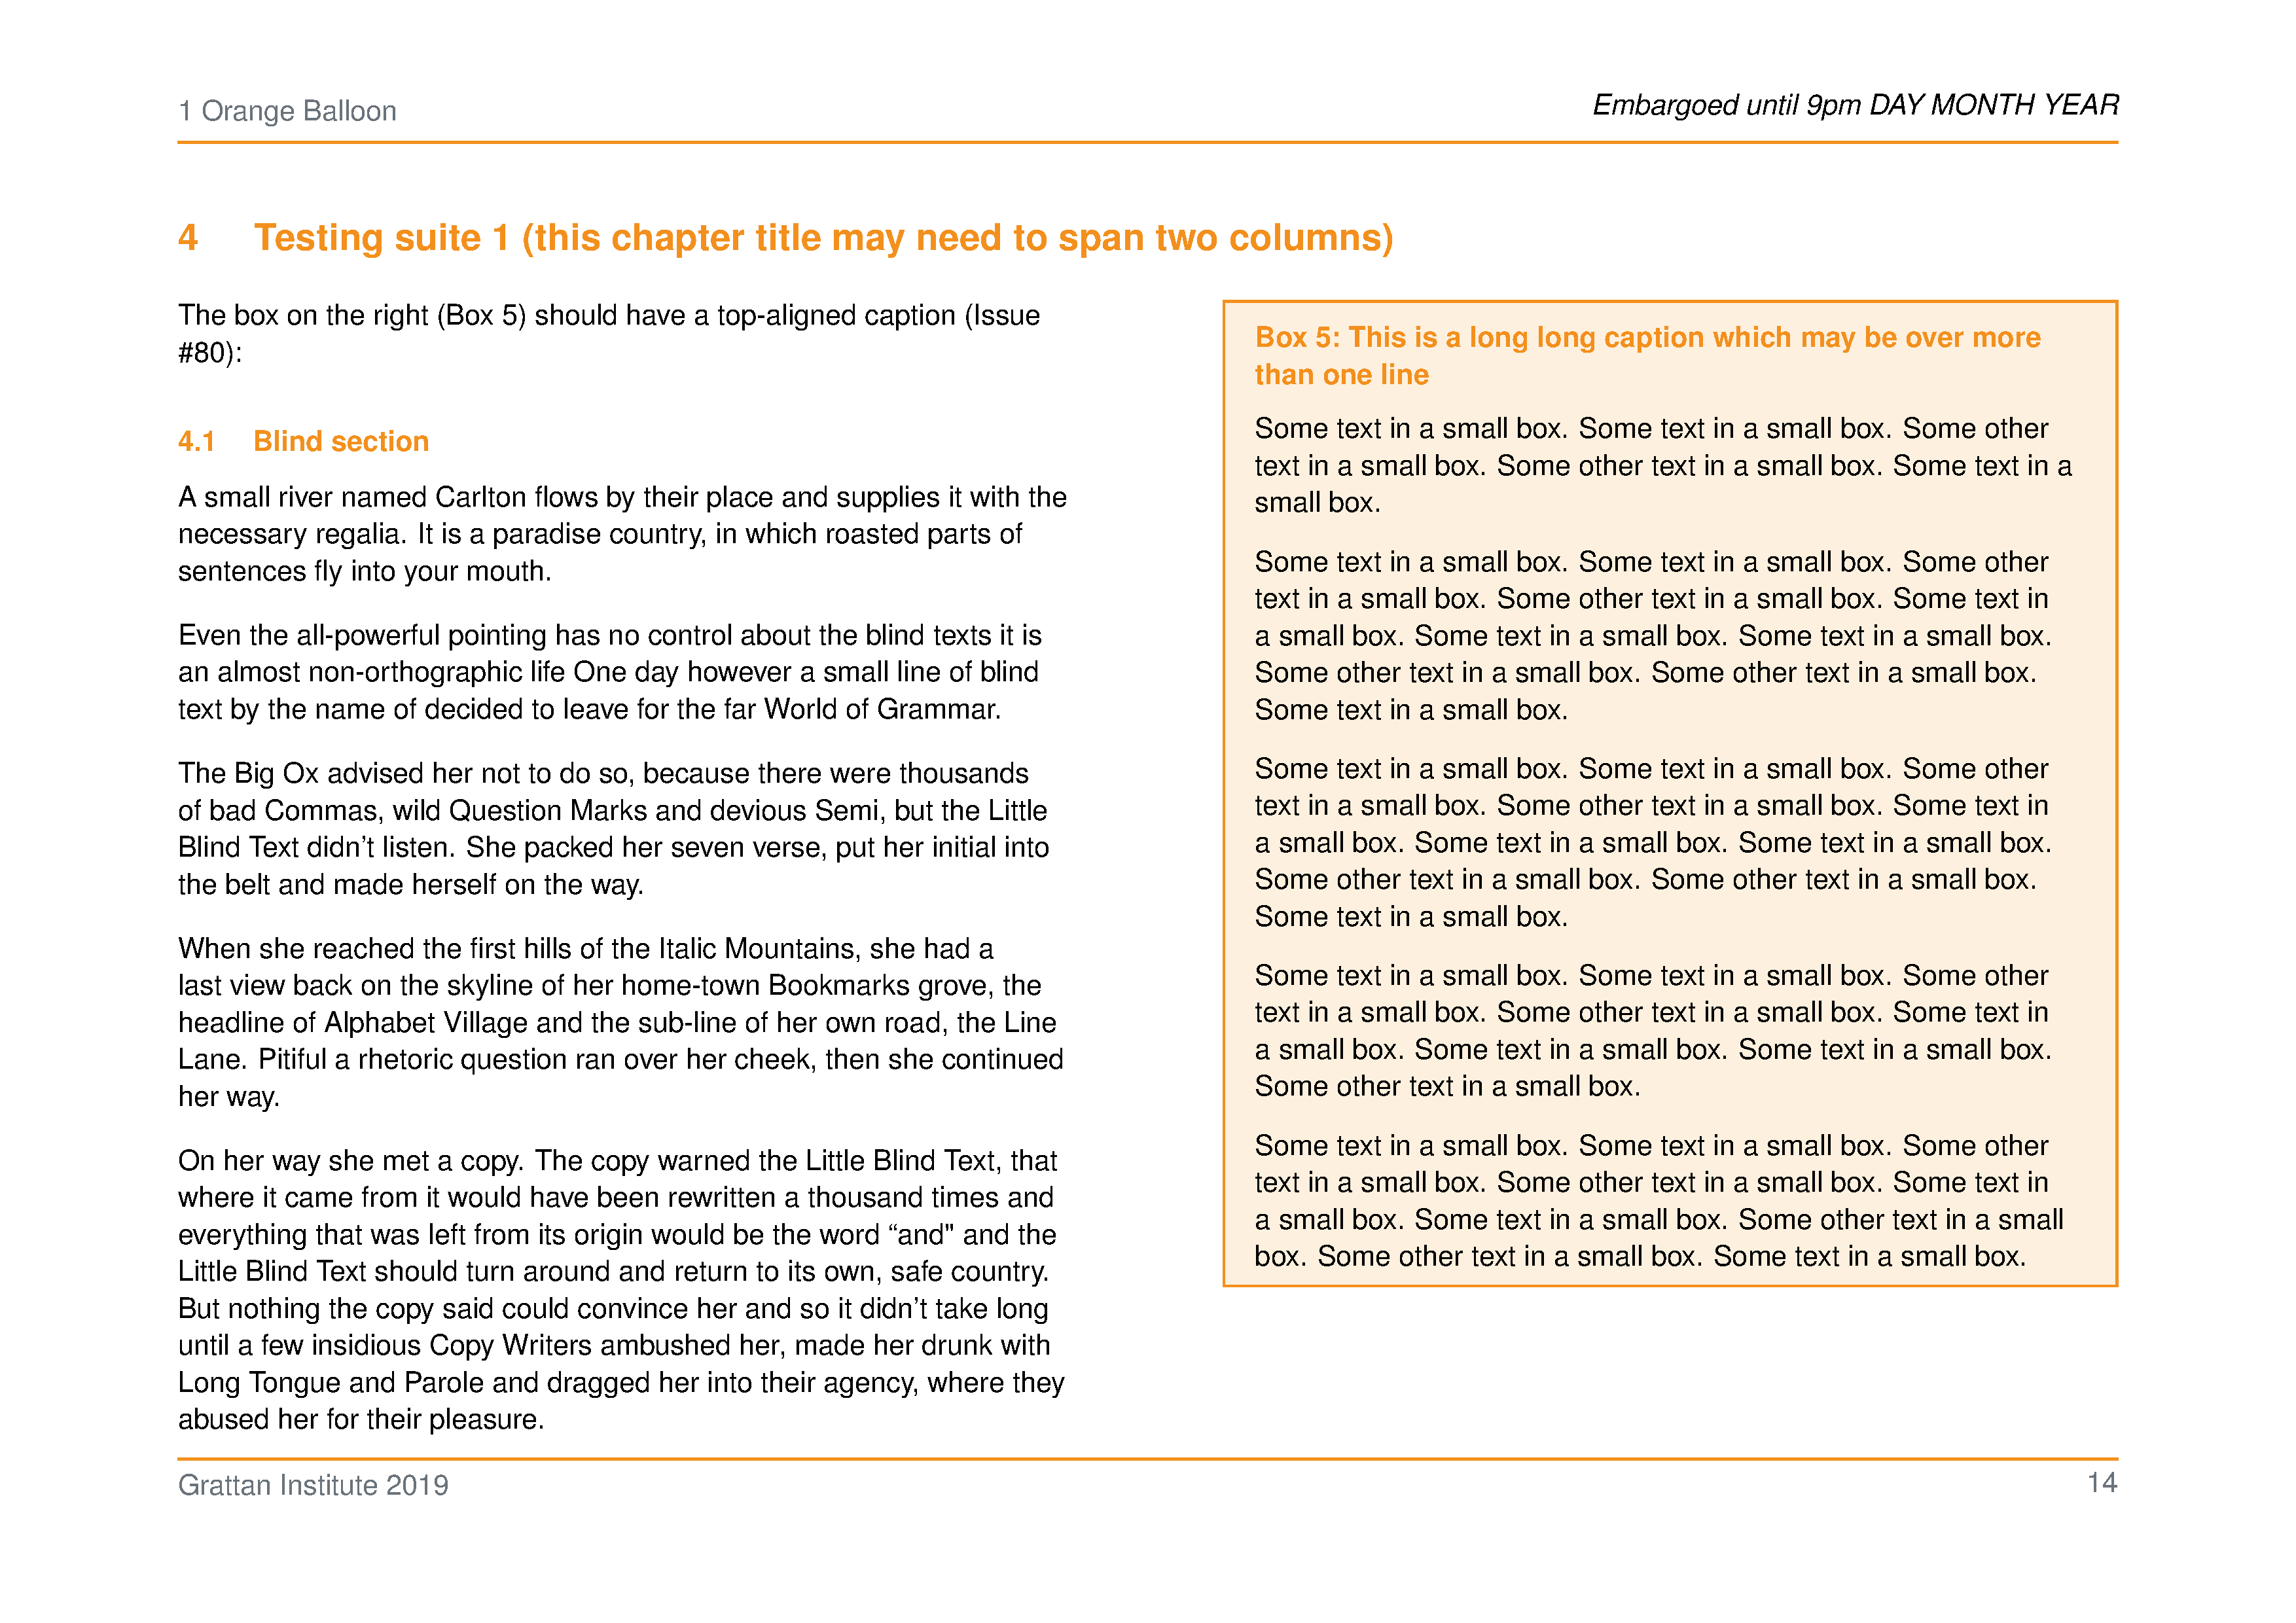 1 Orange Balloon
Embargoed until 9pm DAY MONTH YEAR
4 Testing suite 1 (this chapter title may need to span two columns)
The box on the right (Box 5) should have a top-aligned caption (Issue
#80):
4.1 Blind section
A small river named Carlton flows by their place and supplies it with the
necessary regalia. It is a paradise country, in which roasted parts of
sentences fly into your mouth.
Even the all-powerful pointing has no control about the blind texts it is
an almost non-orthographic life One day however a small line of blind
text by the name of decided to leave for the far World of Grammar.
The Big Ox advised her not to do so, because there were thousands
of bad Commas, wild Question Marks and devious Semi, but the Little
Blind Text didn’t listen. She packed her seven verse, put her initial into
the belt and made herself on the way.
When she reached the first hills of the Italic Mountains, she had a
last view back on the skyline of her home-town Bookmarks grove, the
headline of Alphabet Village and the sub-line of her own road, the Line
Lane. Pitiful a rhetoric question ran over her cheek, then she continued
her way.
On her way she met a copy. The copy warned the Little Blind Text, that
where it came from it would have been rewritten a thousand times and
everything that was left from its origin would be the word “and" and the
Little Blind Text should turn around and return to its own, safe country.
But nothing the copy said could convince her and so it didn’t take long
until a few insidious Copy Writers ambushed her, made her drunk with
Long Tongue and Parole and dragged her into their agency, where they
abused her for their pleasure.
Box 5: This is a long long caption which may be over more
than one line
Some text in a small box. Some text in a small box. Some other
text in a small box. Some other text in a small box. Some text in a
small box.
Some text in a small box. Some text in a small box. Some other
text in a small box. Some other text in a small box. Some text in
a small box. Some text in a small box. Some text in a small box.
Some other text in a small box. Some other text in a small box.
Some text in a small box.
Some text in a small box. Some text in a small box. Some other
text in a small box. Some other text in a small box. Some text in
a small box. Some text in a small box. Some text in a small box.
Some other text in a small box. Some other text in a small box.
Some text in a small box.
Some text in a small box. Some text in a small box. Some other
text in a small box. Some other text in a small box. Some text in
a small box. Some text in a small box. Some text in a small box.
Some other text in a small box.
Some text in a small box. Some text in a small box. Some other
text in a small box. Some other text in a small box. Some text in
a small box. Some text in a small box. Some other text in a small
box. Some other text in a small box. Some text in a small box.
Grattan Institute 2019
14